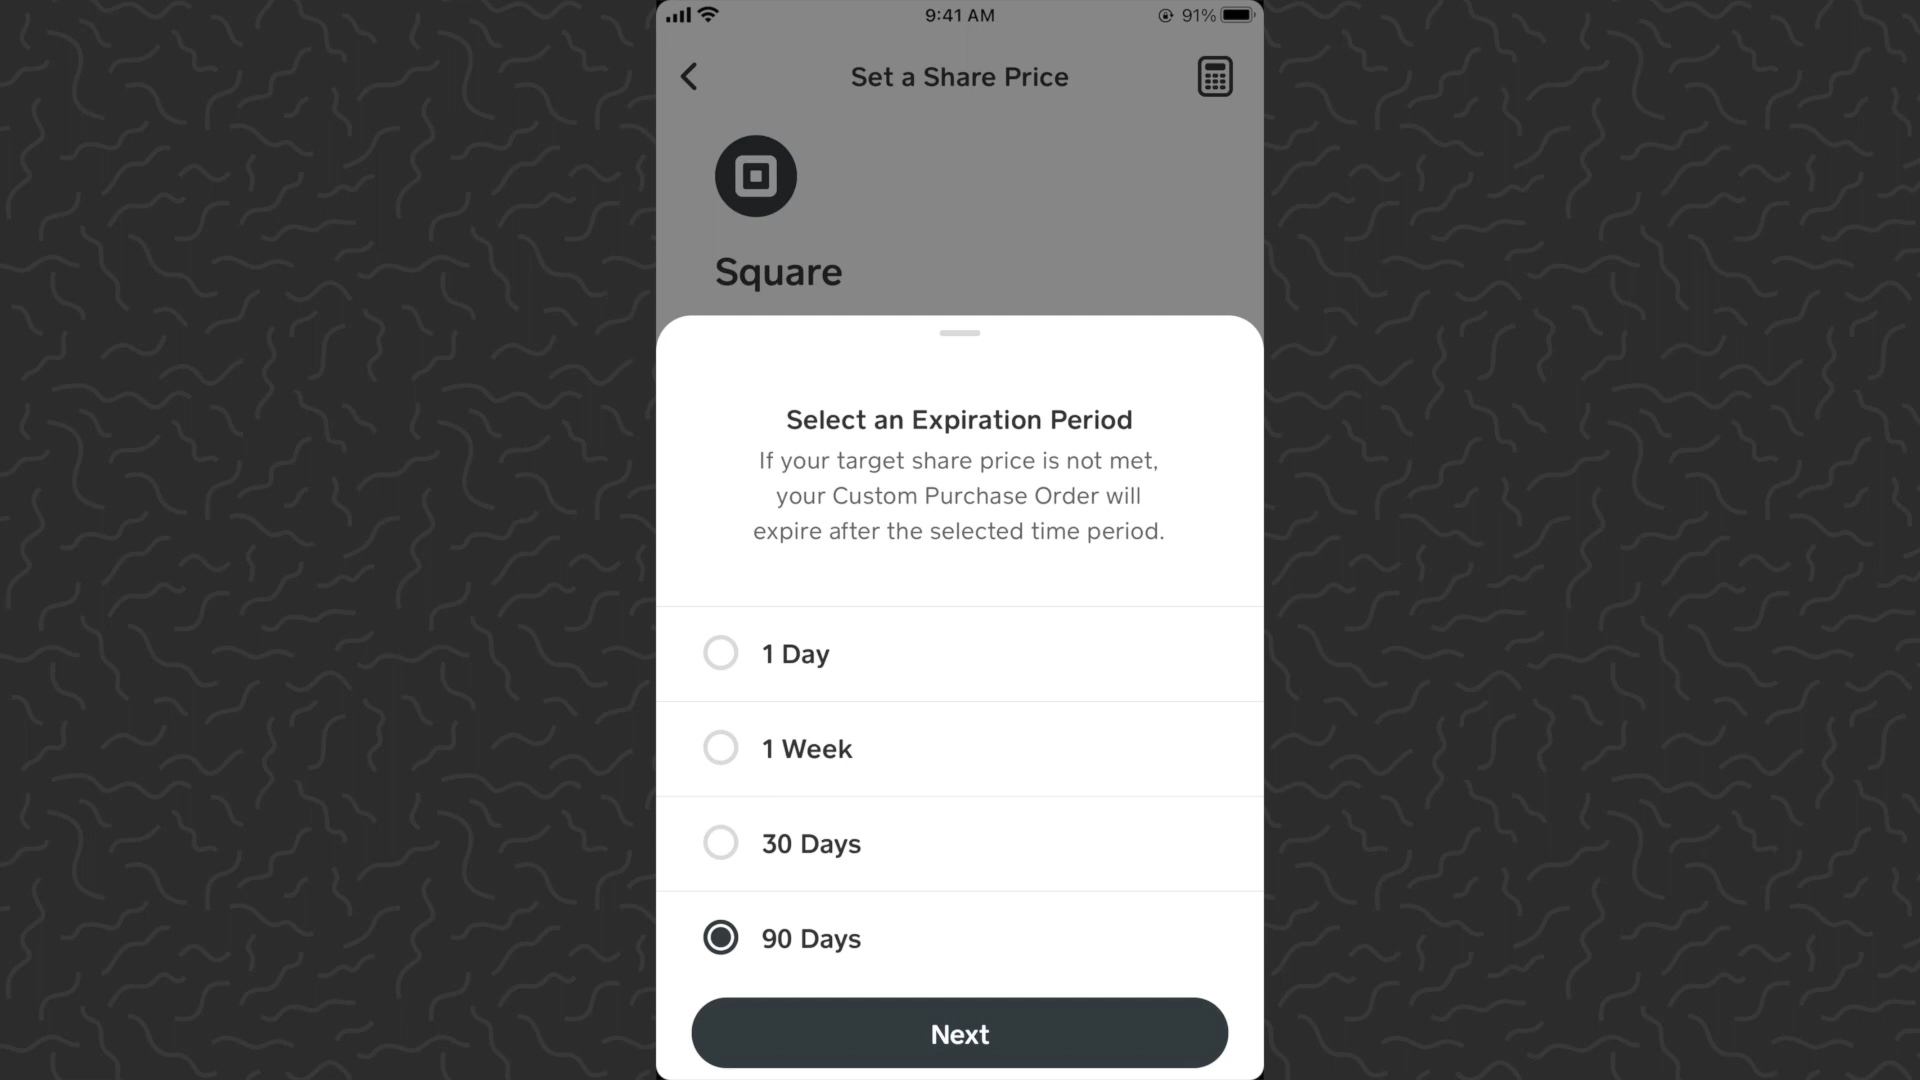 9:41 AM
91%
Set a Share Price
Square
Select an Expiration Period
If your target share price is not met,
your Custom Purchase Order will
expire after the selected time period.
1 Day
1 Week
30 Days
90 Days
Next